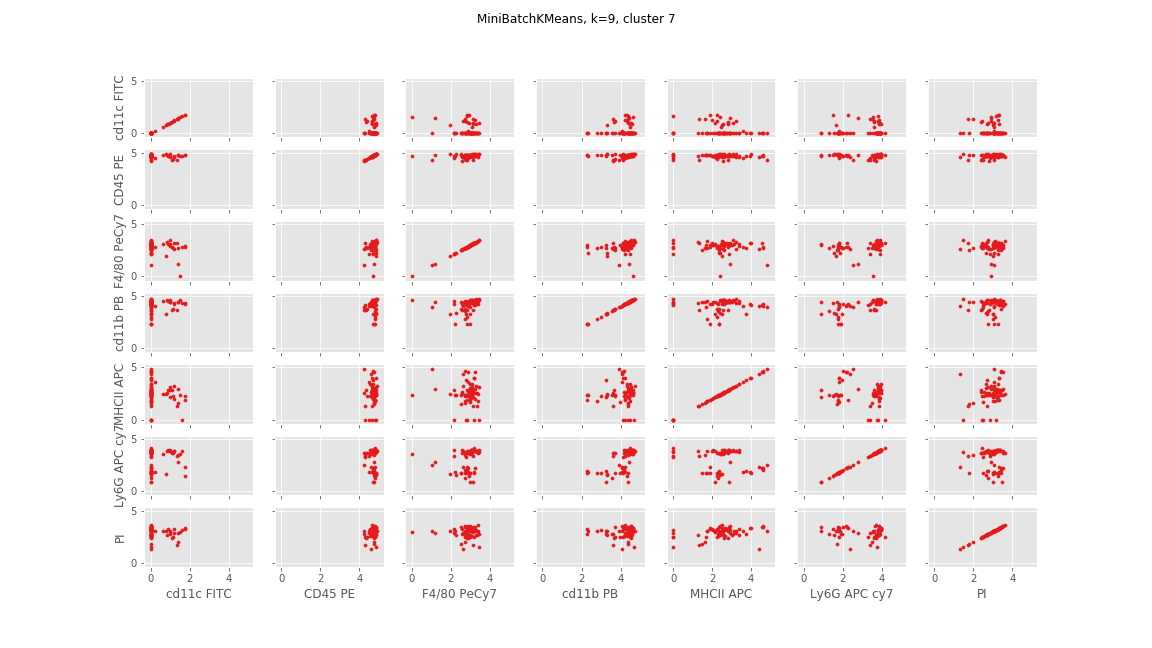 MiniBatchKMeans, k=9, cluster 7
cd11c FITC
5
0
CD45 PE
5
0
F4/80 PeCy7
5
0
cd11b PB
5
0
MHCII APC
5
0
Ly6G APC cy7
5
0
PI
5
0
0 2 4 0 2 4 0 2 4 0 2 4 0 2 4 0 2 4 0 2 4
cd11c FITC CD45 PE F4/80 PeCy7 cd11b PB MHCII APC Ly6G APC cy7 PI